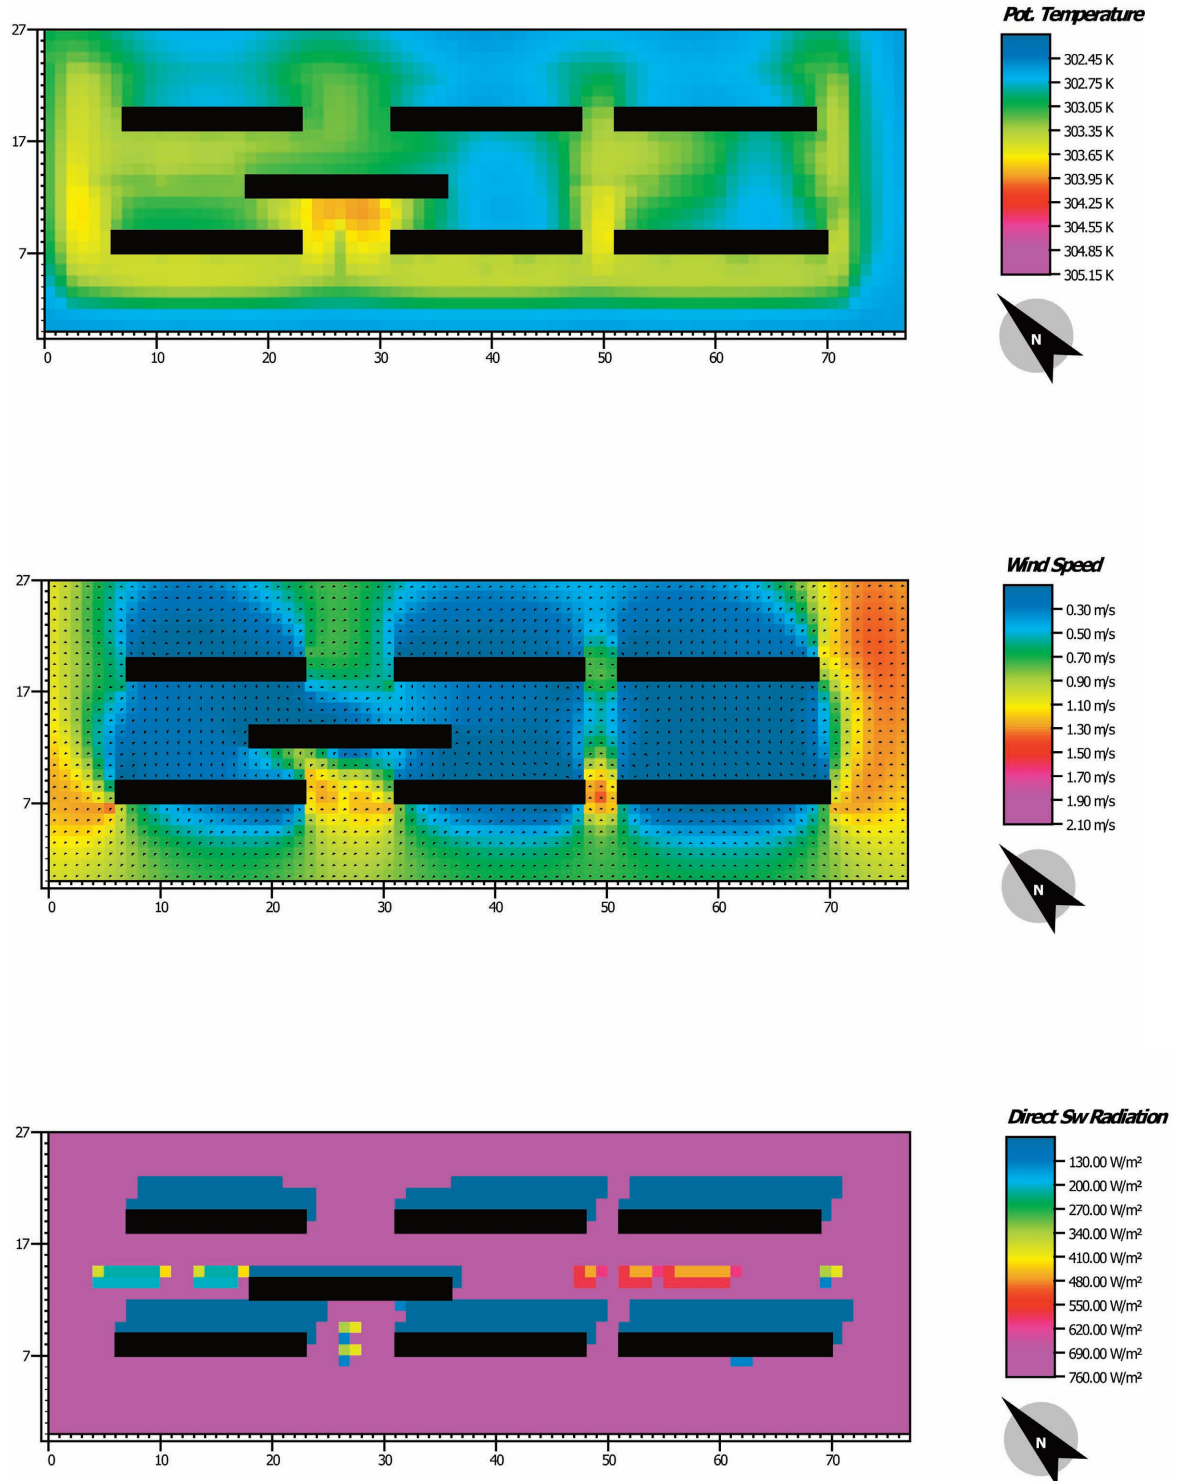 Pot. Temperature
27
17
7
0 10 20 30 40 50 60 70
302.45 K
302.75 K
303.05 K
303.35 K
303.65 K
303.95 K
304.25 K
304.55 K
304.85 K
305.15 K
N
Wind Speed
27
17
7
0 10 20 30 40 50 60 70
0.30 m/s
0.50 m/s
0.70 m/s
0.90 m/s
1.10 m/s
1.30 m/s
1.50 m/s
1.70 m/s
1.90 m/s
2.10 m/s
N
Direct Sw Radiation
27
17
7
0 10 20 30 40 50 60 70
130.00 W/m²
200.00 W/m²
270.00 W/m²
340.00 W/m²
410.00 W/m²
480.00 W/m²
550.00 W/m²
620.00 W/m²
690.00 W/m²
760.00 W/m²
N